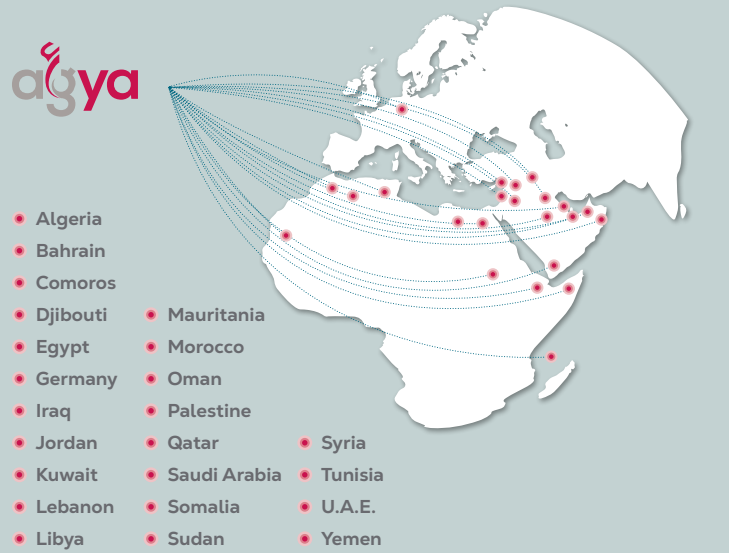 agya
Algeria
Bahrain
Comoros
Djibouti
Egypt
Germany
Iraq
Jordan
Kuwait
Lebanon
Libya
Mauritania
Morocco
Oman
Palestine
Qatar
Saudi Arabia
Somalia
Sudan
Syria
Tunisia
U.A.E.
Yemen